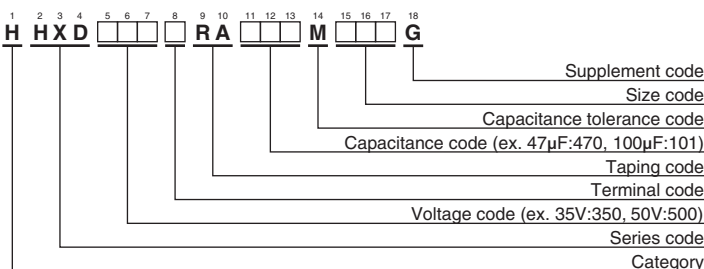 1 2 3 4 5 6 7 8 9 10 11 12 13 14 15 16 17 18
H H X D □ □ □ □ R A □ □ □ M □ □ □ G
Supplement code
Size code
Capacitance tolerance code
Capacitance code (ex. 47µF:470, 100µF:101)
Taping code
Terminal code
Voltage code (ex. 35V:350, 50V:500)
Series code
Category